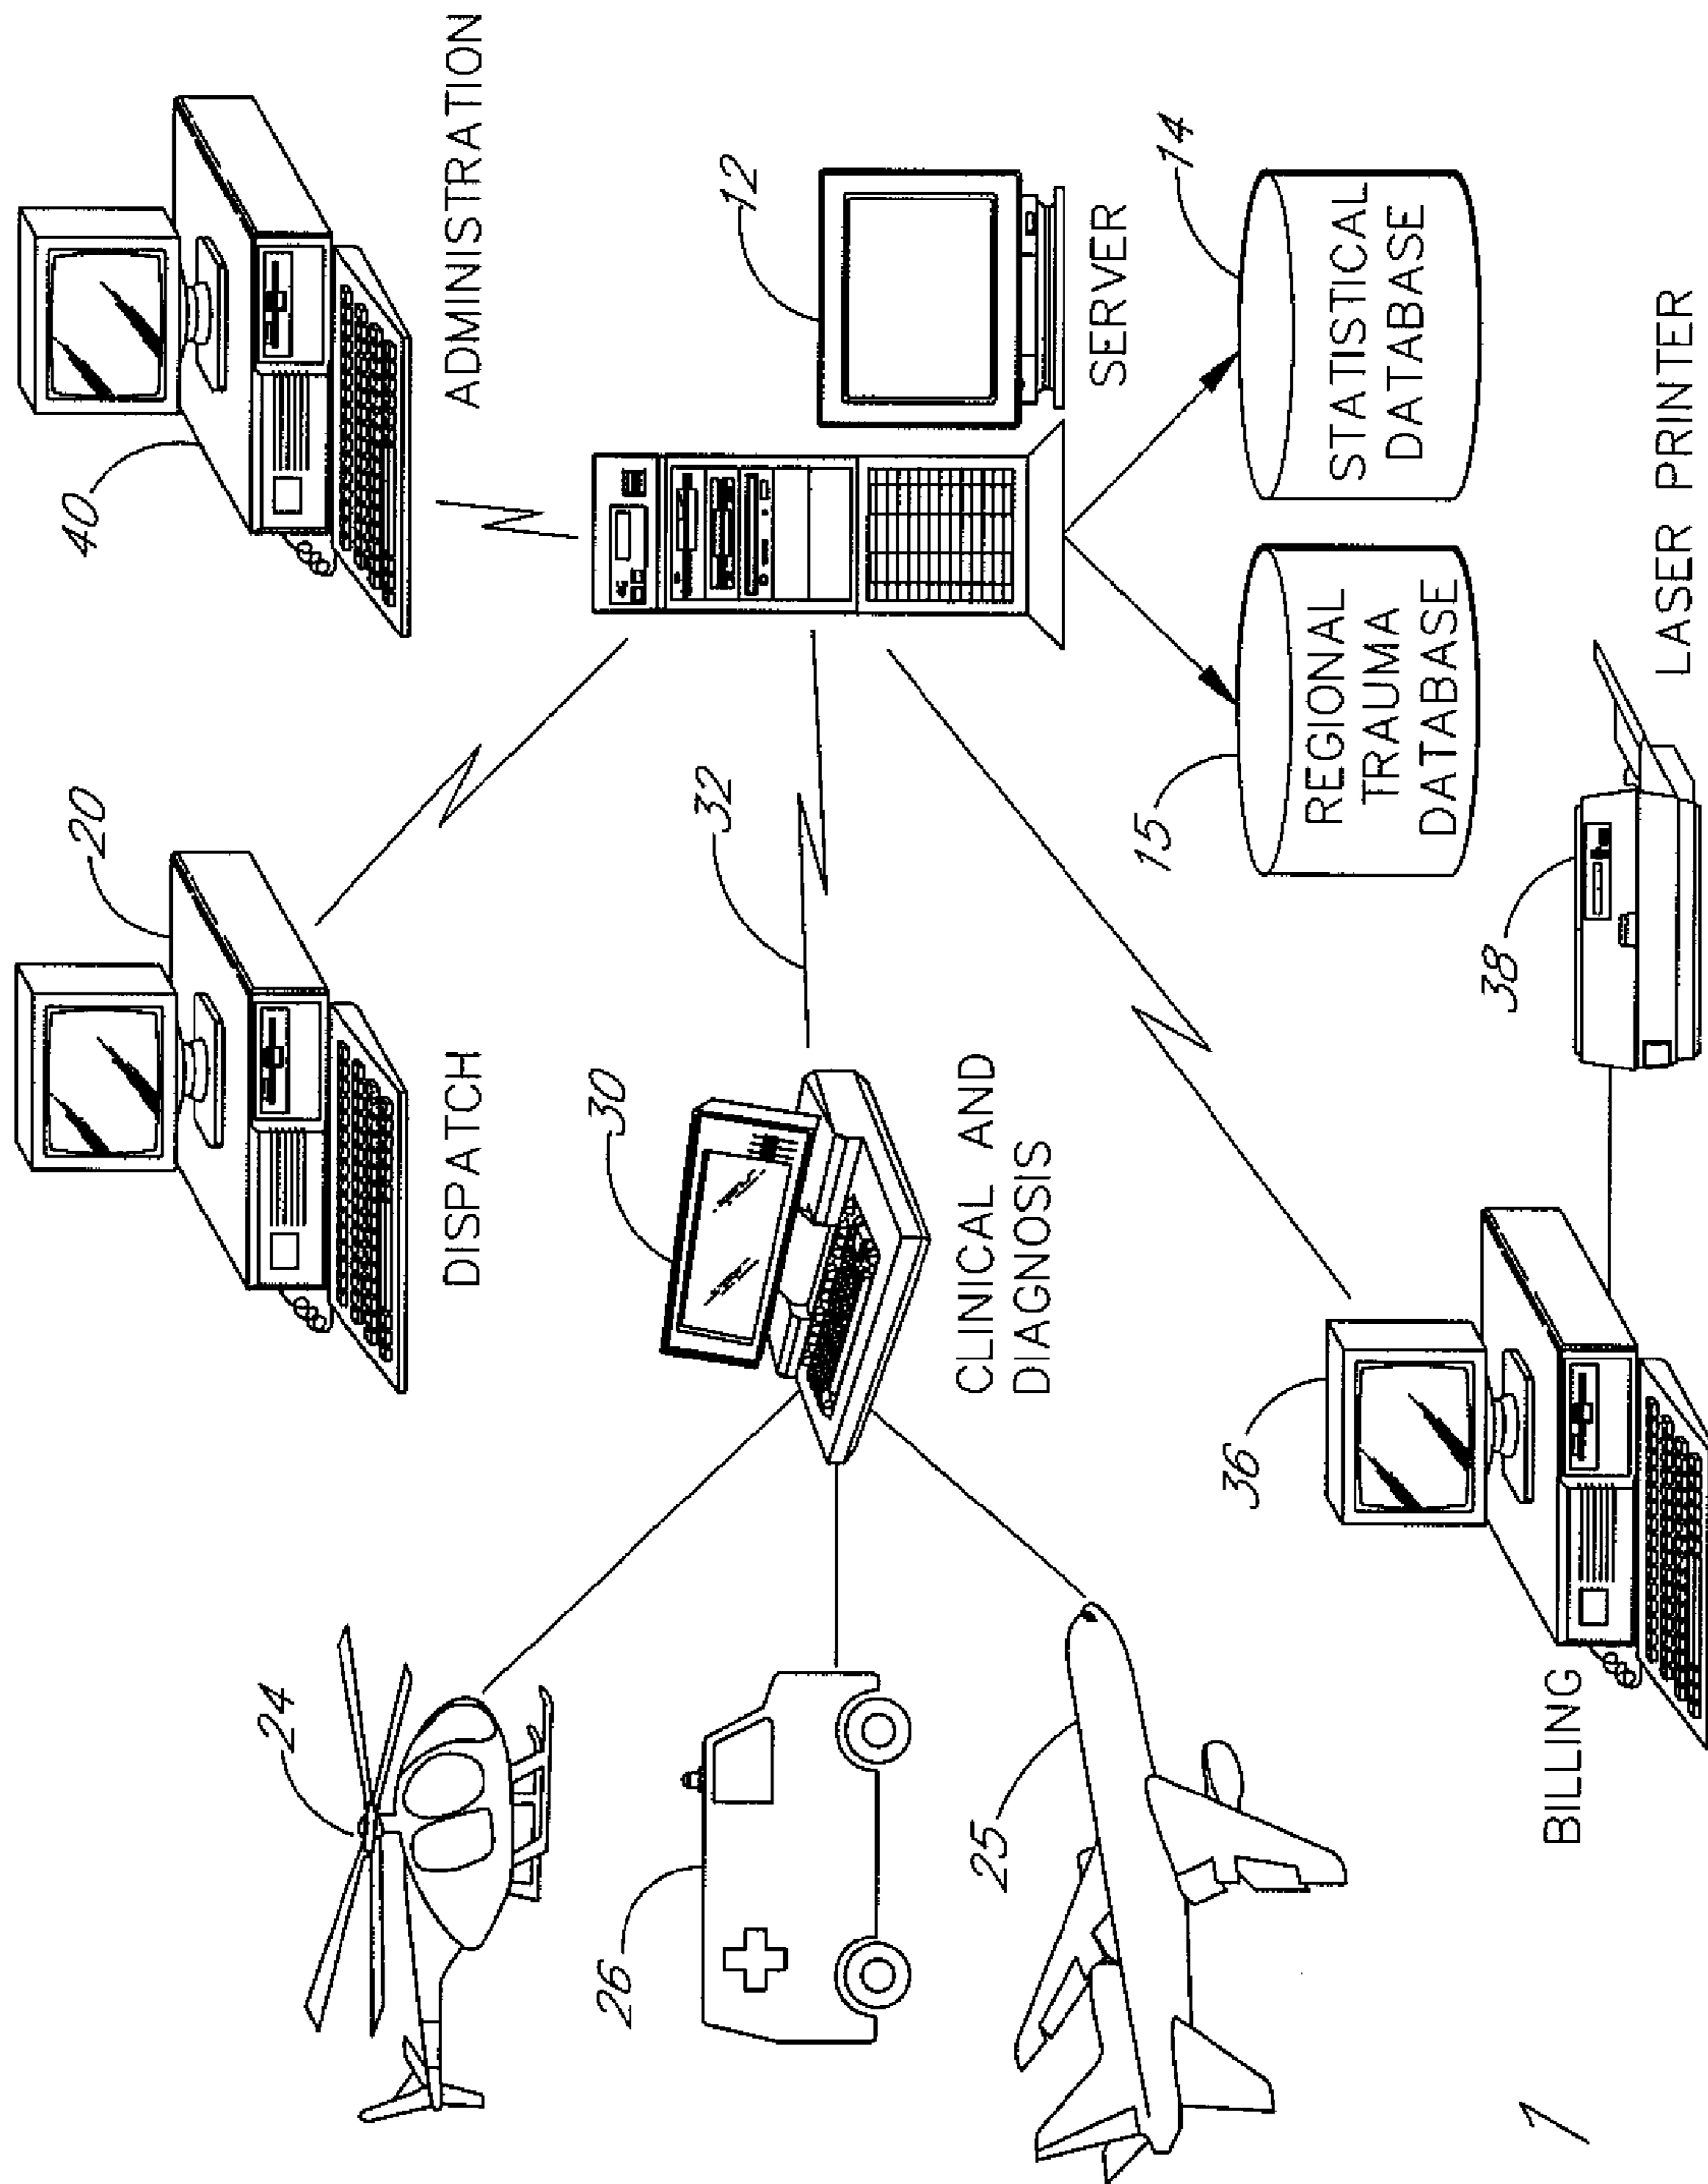 20
40
DISPATCH
ADMINISTRATION
24
30
32
12
26
CLINICAL AND
DIAGNOSIS
SERVER
25
36
15
14
REGIONAL
TRAUMA
DATABASE
STATISTICAL
DATABASE
38
BILLING
LASER PRINTER
1